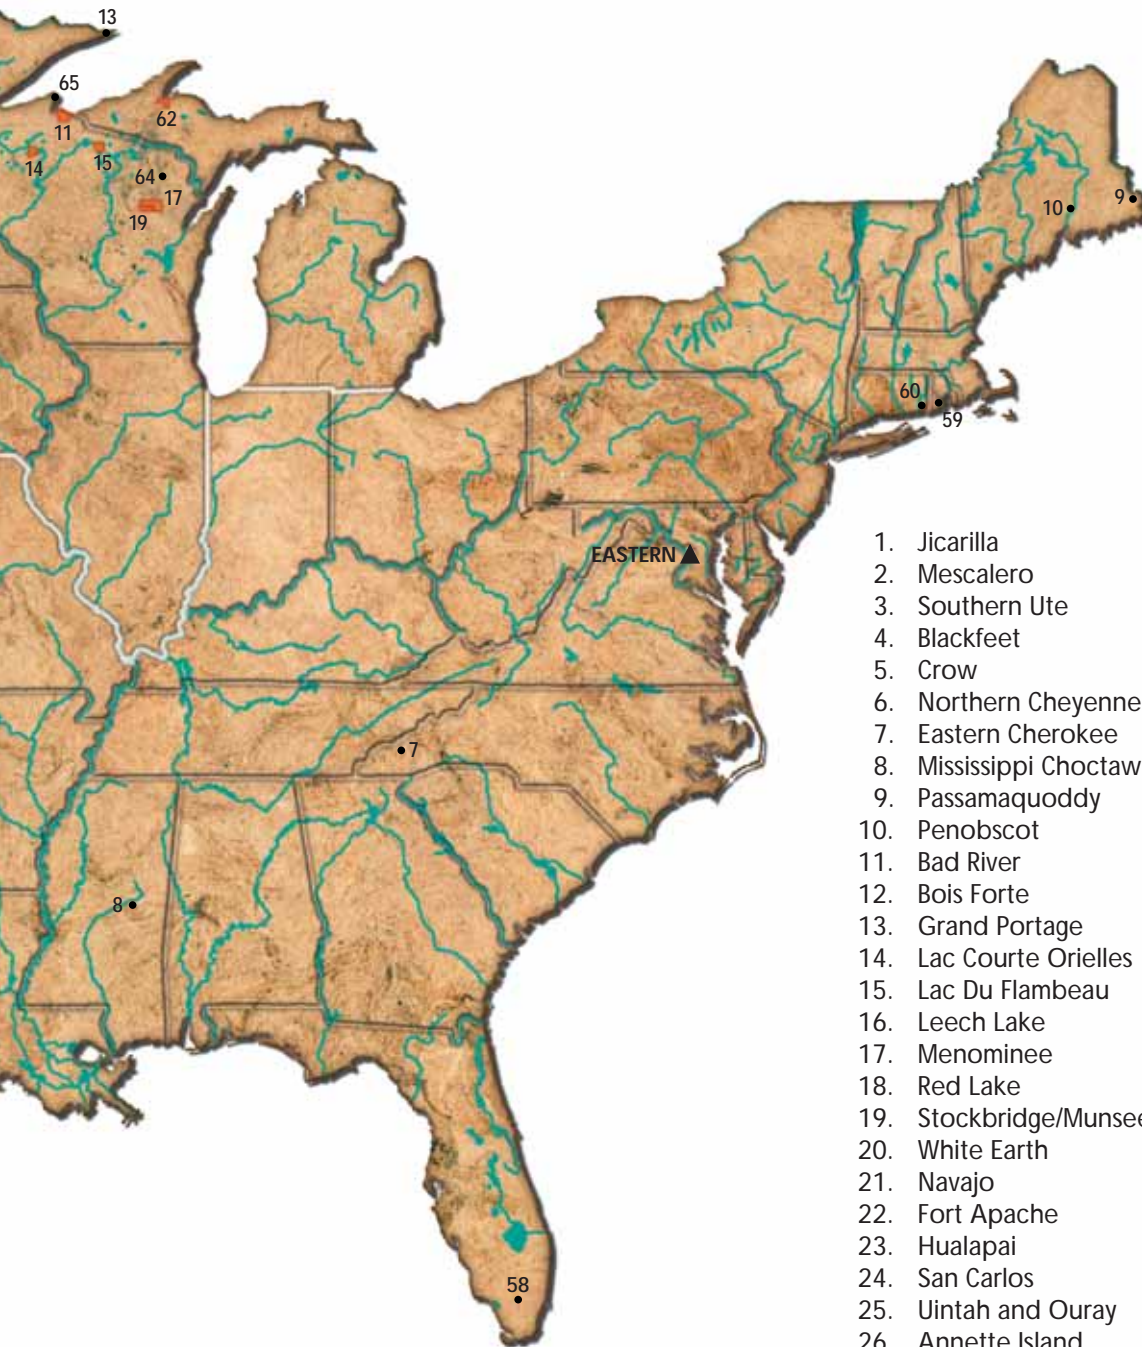 13
65
11
62
14
15
64
17
19
9
10
60
59
EASTERN
7
8
58
1. Jicarilla
2. Mescalero
3. Southern Ute
4. Blackfeet
5. Crow
6. Northern Cheyenne
7. Eastern Cherokee
8. Mississippi Choctaw
9. Passamaquoddy
10. Penobscot
11. Bad River
12. Bois Forte
13. Grand Portage
14. Lac Courte Orielles
15. Lac Du Flambeau
16. Leech Lake
17. Menominee
18. Red Lake
19. Stockbridge/Munsee
20. White Earth
21. Navajo
22. Fort Apache
23. Hualapai
24. San Carlos
25. Uintah and Ouray
26. Annette Island